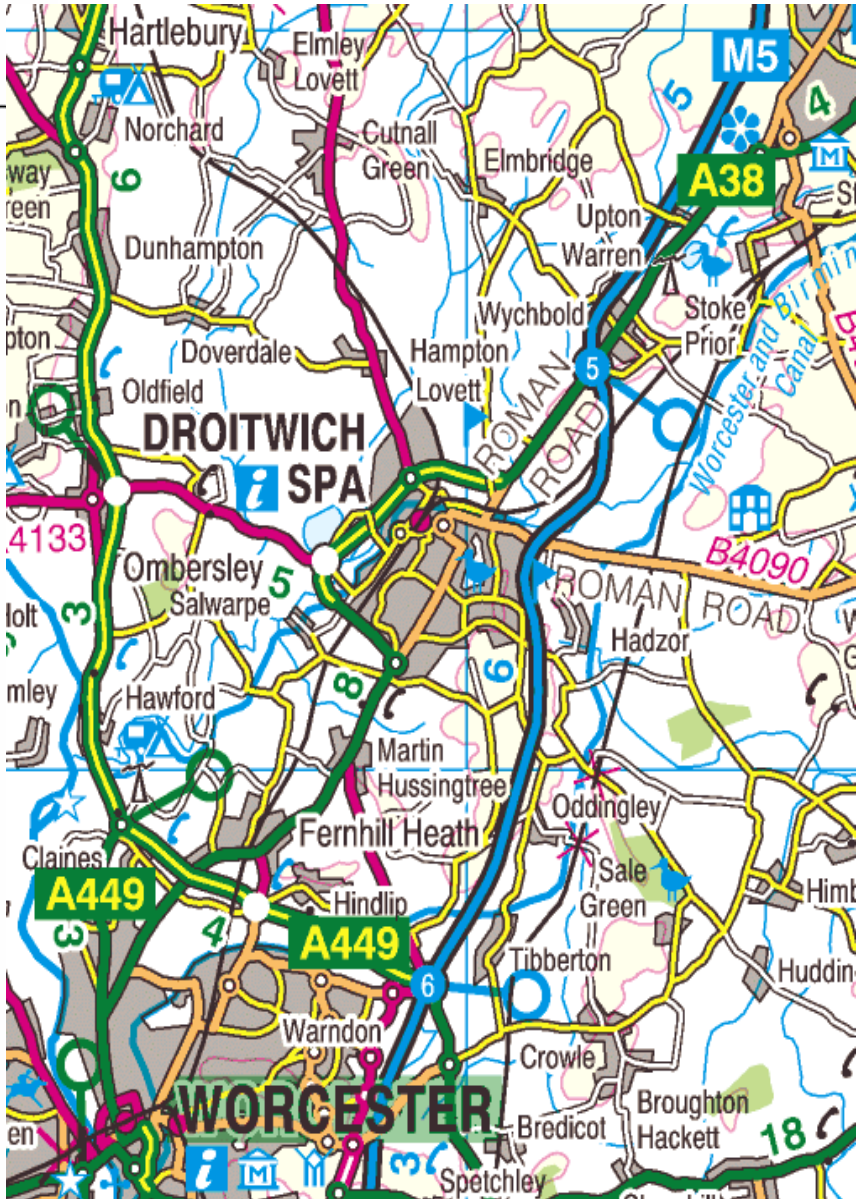 Hartlebury
Elmley
Lovett
M5
5
4
Norchard
Cutnall
Green
Elmbridge
A38
way
reen
6
Upton
Warren
Dunhampton
Wychbold
Stoke
Prior
Worcester and Birmin
Canal
B4
pton
Doverdale
Hampton
Lovett
5
Oldfield
ROMAN
ROAD
DROITWICH
SPA
i
4133
Ombersley
5
B4090
Salwarpe
ROMAN ROAD
Holt
3
Hadzor
mley
Hawford
8
6
Martin
Hussingtree
Oddingley
Fernhill Heath
Claines
Sale
Green
Himb
A449
Hindlip
A449
3
4
Tibberton
Huddin
6
Warndon
Crowle
WORCESTER
Broughton
Hackett
en
Bredicot
18
i
M
3
Spetchley